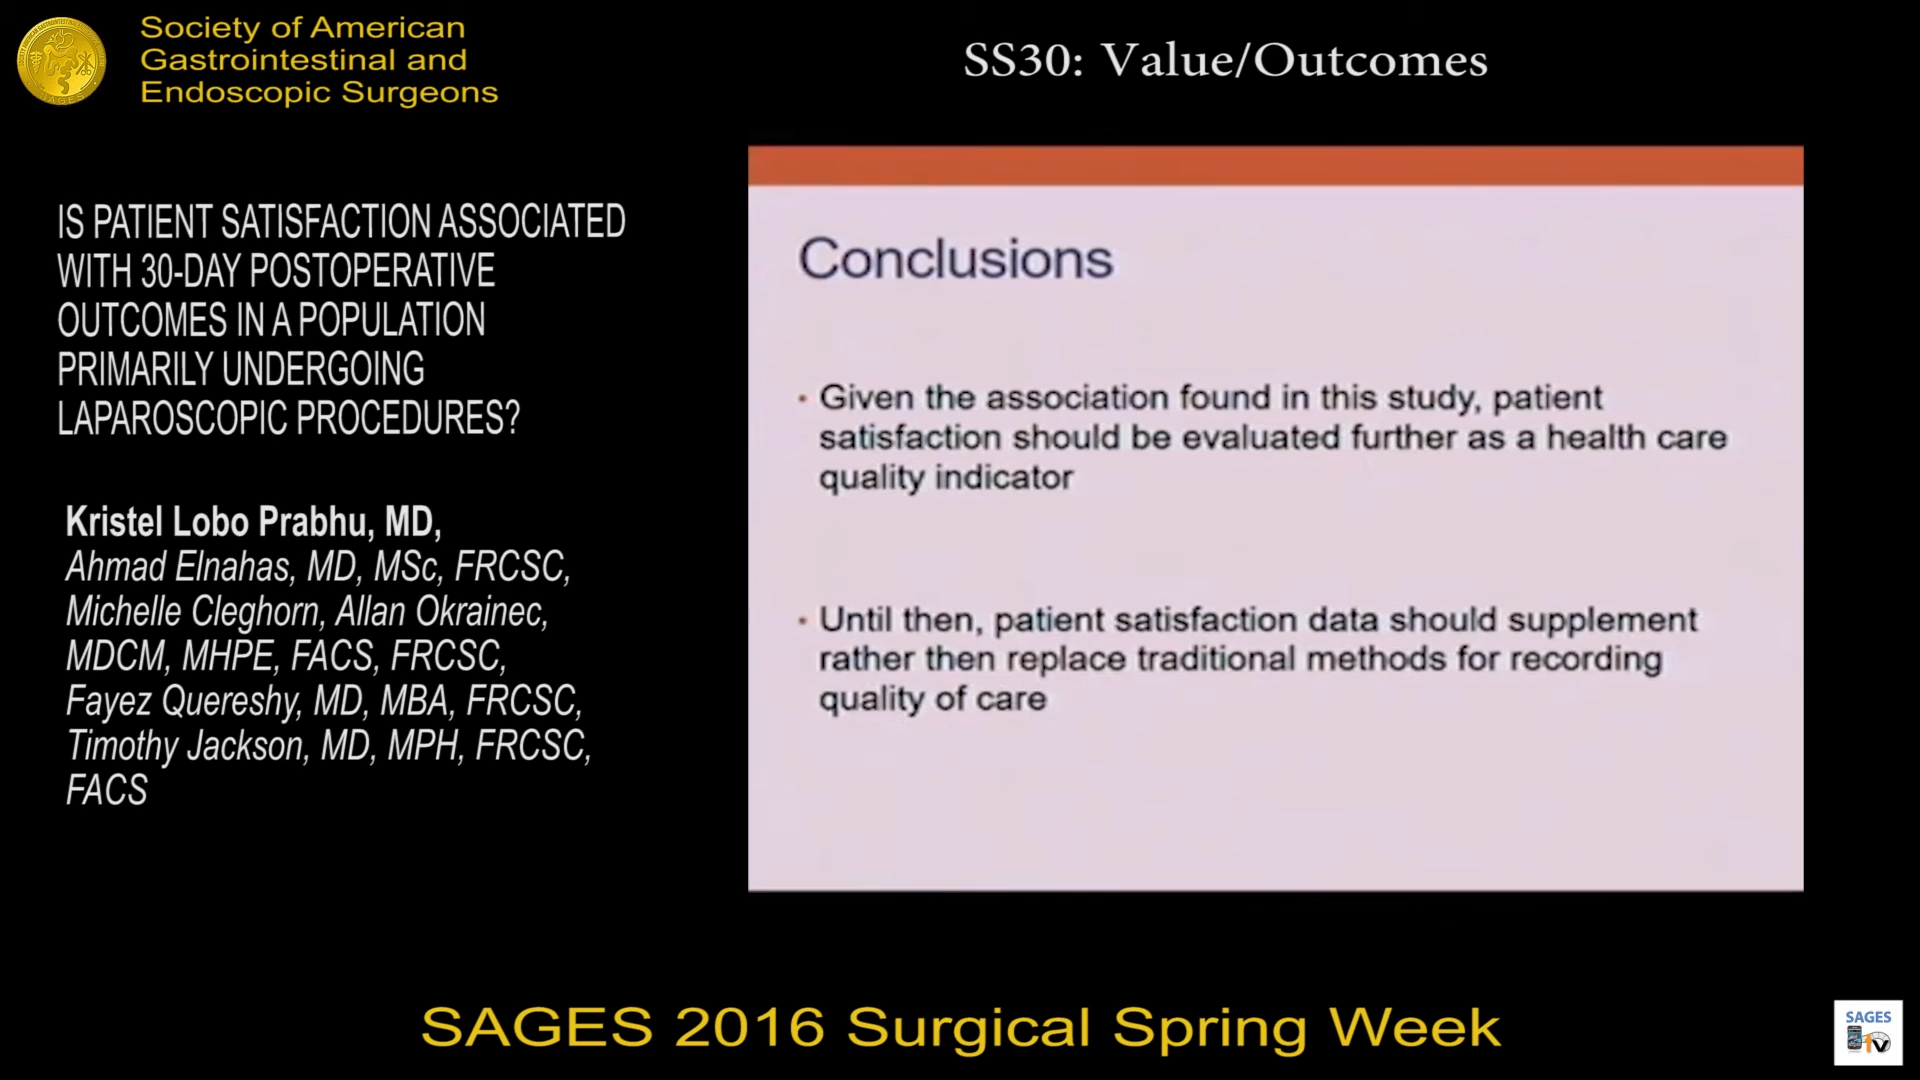 Society of American
Gastrointestinal and
Endoscopic Surgeons
SS30: Value/Outcomes
IS PATIENT SATISFACTION ASSOCIATED
WITH 30-DAY POSTOPERATIVE
OUTCOMES IN A POPULATION
PRIMARILY UNDERGOING
LAPAROSCOPIC PROCEDURES?
Kristel Lobo Prabhu, MD,
Ahmad Elnahas, MD, MSc, FRCSC,
Michelle Cleghorn, Allan Okrainec,
MDCM, MHPE, FACS, FRCSC,
Fayez Quereshy, MD, MBA, FRCSC,
Timothy Jackson, MD, MPH, FRCSC,
FACS
Conclusions
• Given the association found in this study, patient
satisfaction should be evaluated further as a health care
quality indicator
• Until then, patient satisfaction data should supplement
rather then replace traditional methods for recording
quality of care
SAGES 2016 Surgical Spring Week
SAGES
tv